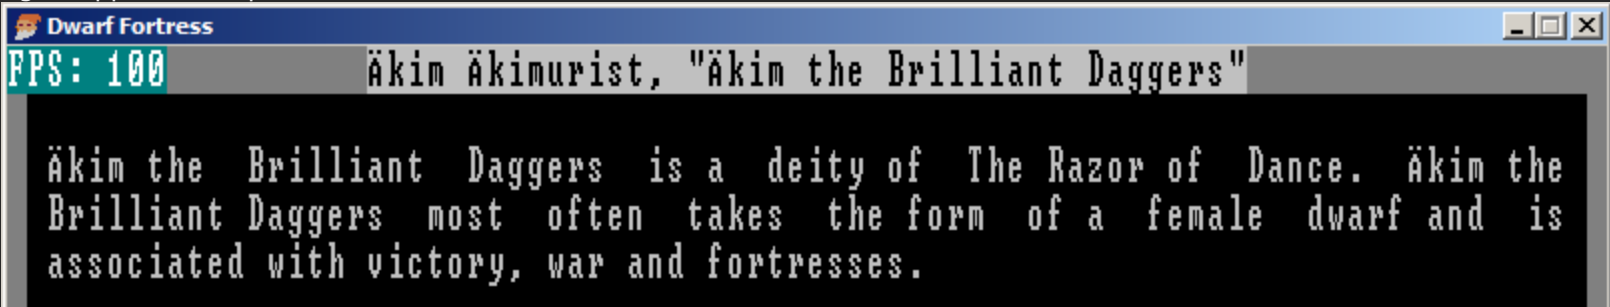 Dwarf Fortress
FPS: 100 Äkim Äkimurist, "Äkim the Brilliant Daggers"
Äkim the Brilliant Daggers is a deity of The Razor of Dance. Äkim the
Brilliant Daggers most often takes the form of a female dwarf and is
associated with victory, war and fortresses.